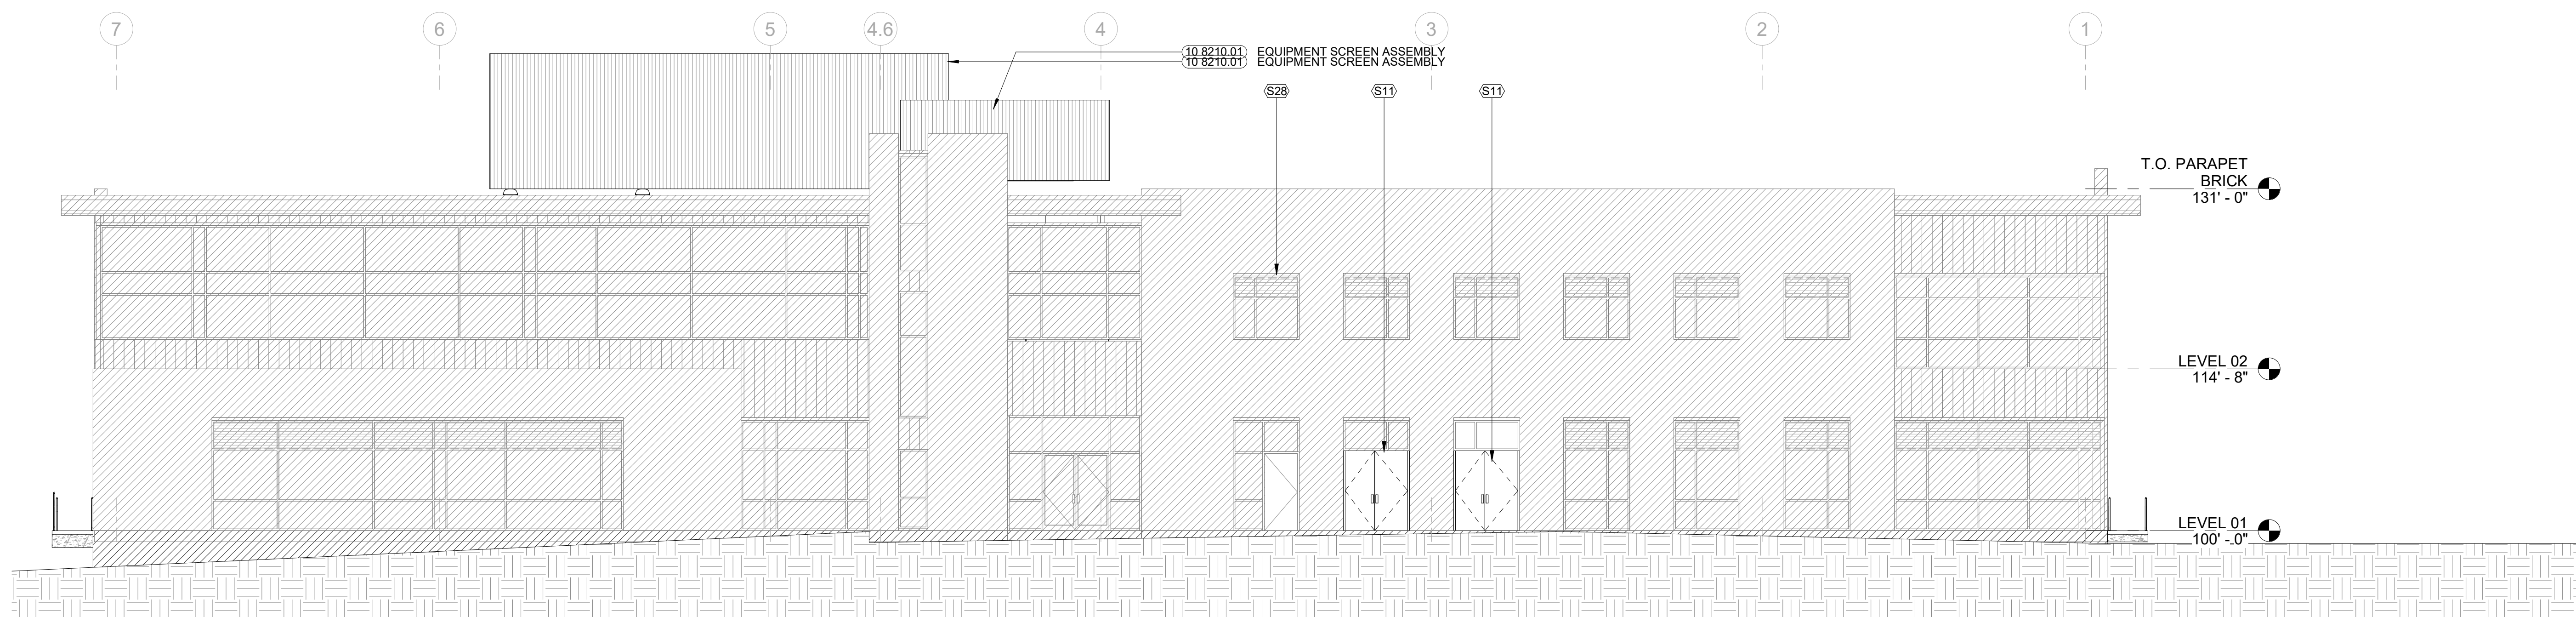 7
6
5
4.6
4
3
2
1
10 8210.01 EQUIPMENT SCREEN ASSEMBLY
10 8210.01 EQUIPMENT SCREEN ASSEMBLY
S28
S11
S11
T.O. PARAPET
BRICK
131' - 0"
LEVEL 02
114' - 8"
LEVEL 01
100' - 0"